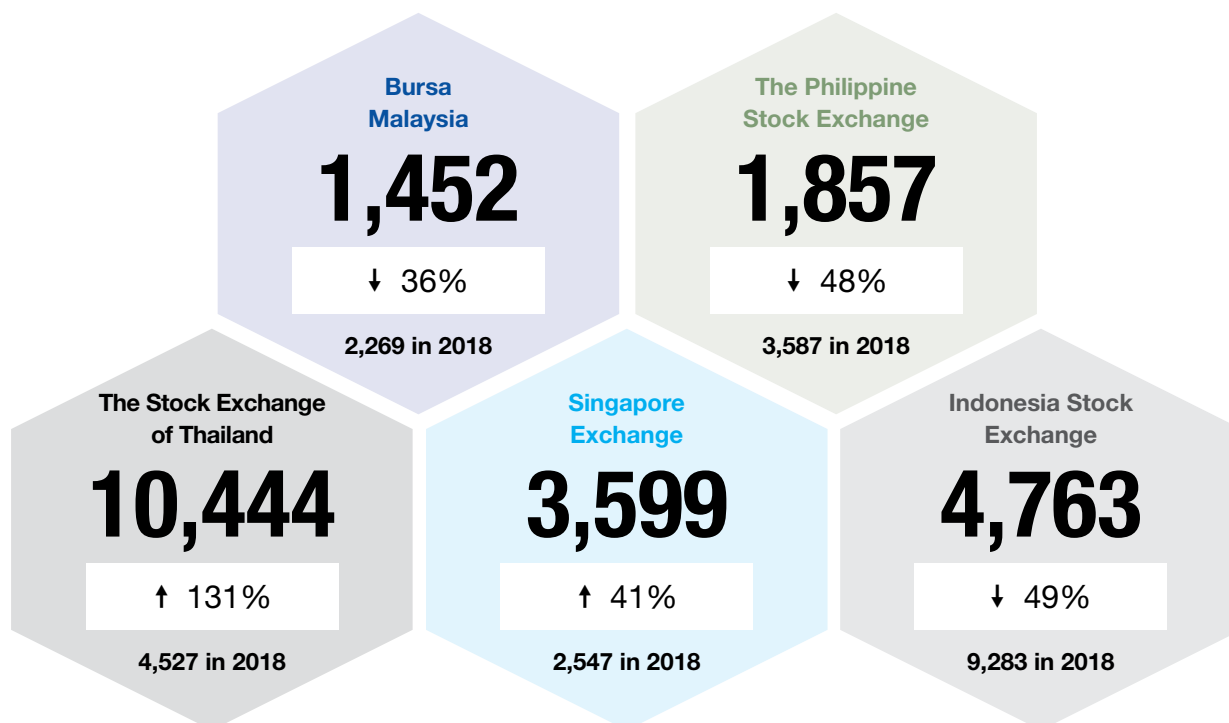 Bursa
Malaysia
1,452
↓ 36%
2,269 in 2018
The Philippine
Stock Exchange
1,857
↓ 48%
3,587 in 2018
The Stock Exchange
of Thailand
10,444
↑ 131%
4,527 in 2018
Singapore
Exchange
3,599
↑ 41%
2,547 in 2018
Indonesia Stock
Exchange
4,763
↓ 49%
9,283 in 2018